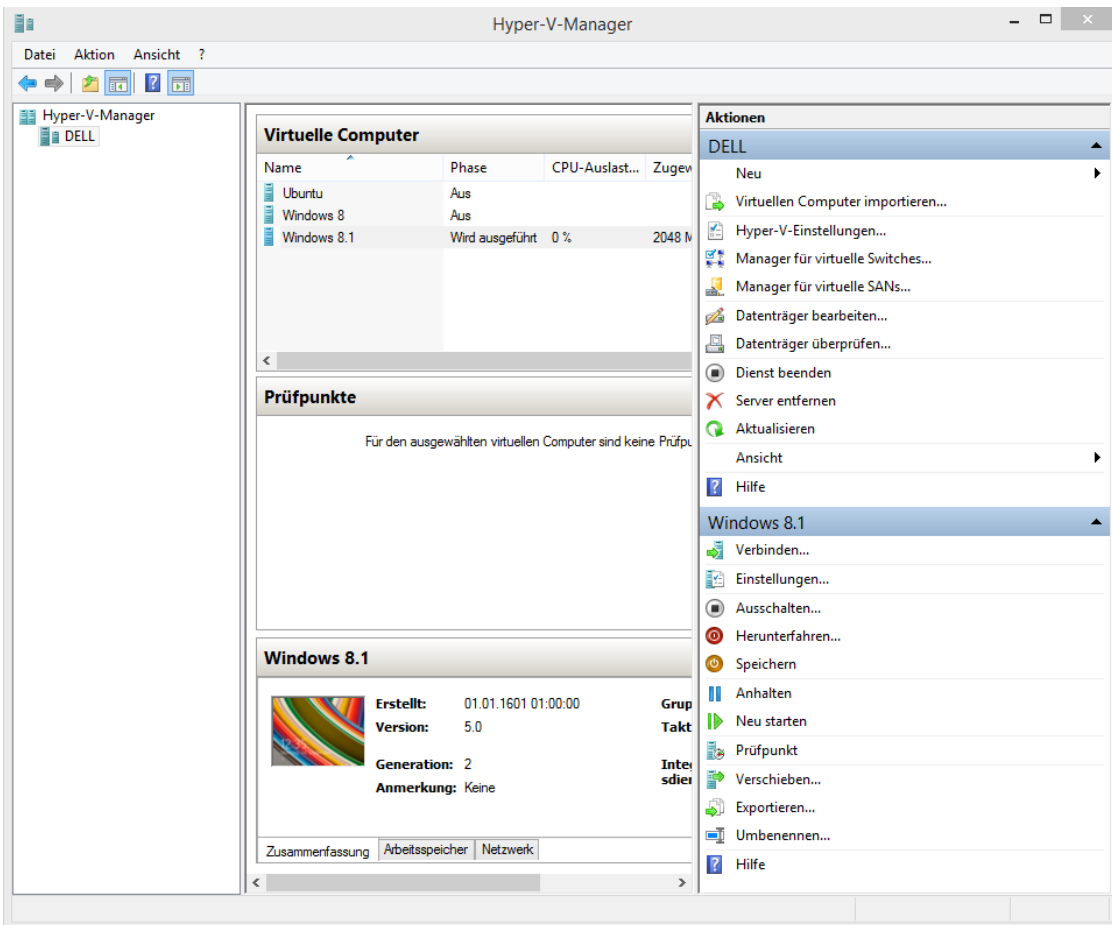 Hyper-V-Manager
Datei Aktion Ansicht ?
Hyper-V-Manager
DELL
Virtuelle Computer
Name Phase CPU-Auslast... Zugew
Ubuntu Aus
Windows 8 Aus
Windows 8.1 Wird ausgeführt 0 % 2048 M
Prüfpunkte
Für den ausgewählten virtuellen Computer sind keine Prüfpu
Windows 8.1
Erstellt: 01.01.1601 01:00:00 Grup
Version: 5.0 Takt
Generation: 2 Integ
sdien
Anmerkung: Keine
Zusammenfassung Arbeitsspeicher Netzwerk
Aktionen
DELL
Neu
Virtuellen Computer importieren...
Hyper-V-Einstellungen...
Manager für virtuelle Switches...
Manager für virtuelle SANs...
Datenträger bearbeiten...
Datenträger überprüfen...
Dienst beenden
Server entfernen
Aktualisieren
Ansicht
Hilfe
Windows 8.1
Verbinden...
Einstellungen...
Ausschalten...
Herunterfahren...
Speichern
Anhalten
Neu starten
Prüfpunkt
Verschieben...
Exportieren...
Umbenennen...
Hilfe